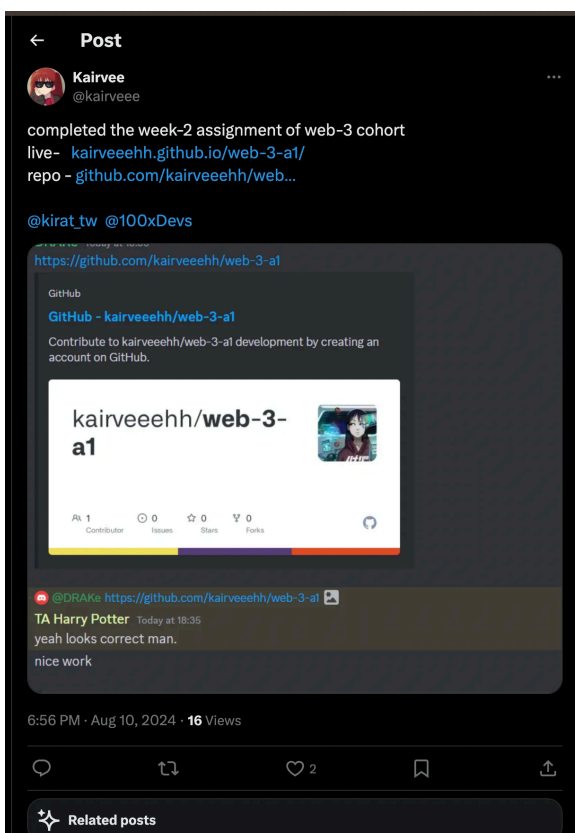 Post
Kairvee
@kairveee
completed the week-2 assignment of web-3 cohort
live- kairveeehh.github.io/web-3-a1/
repo - github.com/kairveeehh/web...
@kirat_tw @100xDevs
https://github.com/kairveeehh/web-3-a1
GitHub
GitHub - kairveeehh/web-3-a1
Contribute to kairveeehh/web-3-a1 development by creating an
account on GitHub.
kairveeehh/web-3-
a1
1 0 0 0
Contributor Issues Stars Forks
@DRAKe https://github.com/kairveeehh/web-3-a1
TA Harry Potter Today at 18:35
yeah looks correct man.
nice work
6:56 PM · Aug 10, 2024 · 16 Views
2
Related posts